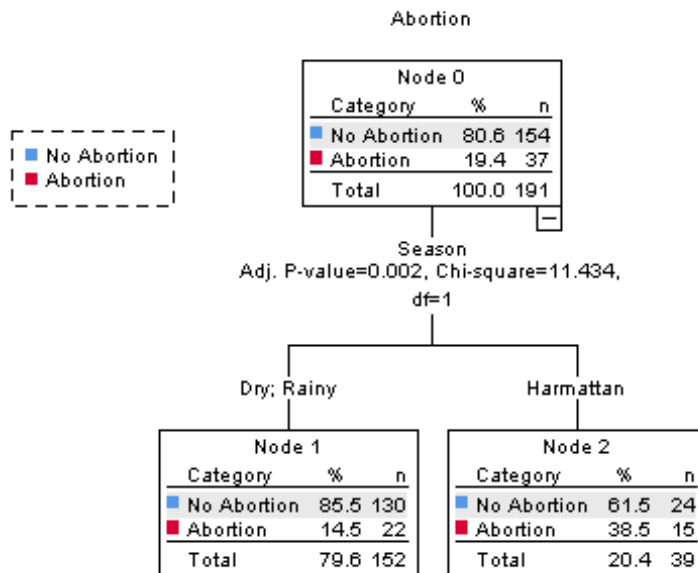 Abortion
No Abortion
Abortion
Node 0
Category % n
No Abortion 80.6 154
Abortion 19.4 37
Total 100.0 191
Season
Adj. P-value=0.002, Chi-square=11.434,
df=1
Dry; Rainy
Harmattan
Node 1
Category % n
No Abortion 85.5 130
Abortion 14.5 22
Total 79.6 152
Node 2
Category % n
No Abortion 61.5 24
Abortion 38.5 15
Total 20.4 39